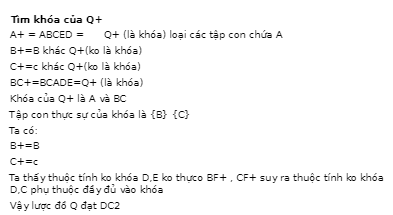 Tìm khóa của Q+
A+ = ABCED = Q+ (là khóa) loại các tập con chứa A
B+=B khác Q+(ko là khóa)
C+=c khác Q+(ko là khóa)
BC+=BCADE=Q+ (là khóa)
Khóa của Q+ là A và BC
Tập con thực sự của khóa là {B} {C}
Ta có:
B+=B
C+=c
Ta thấy thuộc tính ko khóa D,E ko thựco BF+ , CF+ suy ra thuộc tính ko khóa
D,C phụ thuộc đầy đủ vào khóa
Vậy lược đồ Q đạt DC2